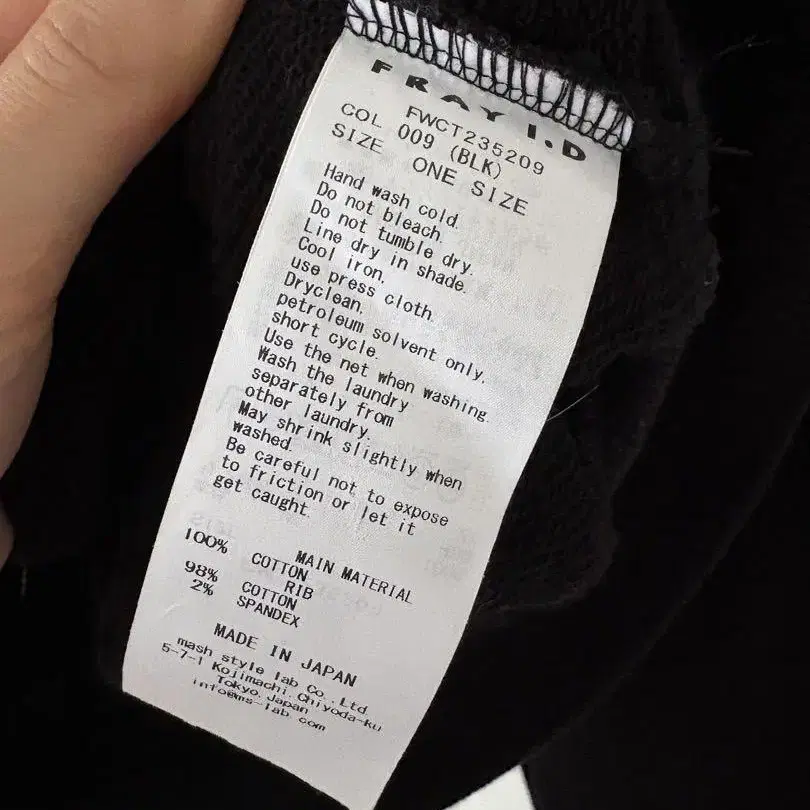 FRAY I.D
FWCT235209
COL 009 (BLK)
SIZE ONE SIZE
Hand wash cold.
Do not bleach.
Do not tumble dry.
Line dry in shade.
Cool iron.
use press cloth.
Dryclean.
petroleum solvent only.
short cycle.
Use the net when washing.
Wash the laundry
separately from
other laundry.
May shrink slightly when
washed.
Be careful not to expose
to friction or let it
get caught
MAIN MATERIAL
100% COTTON
RIB
98% COTTON
2% SPANDEX
MADE IN JAPAN
mash style lab Co., Ltd.
5-7-1 Kojimachi, Chiyoda-ku
Tokyo, Japan
info@ms-lab.com